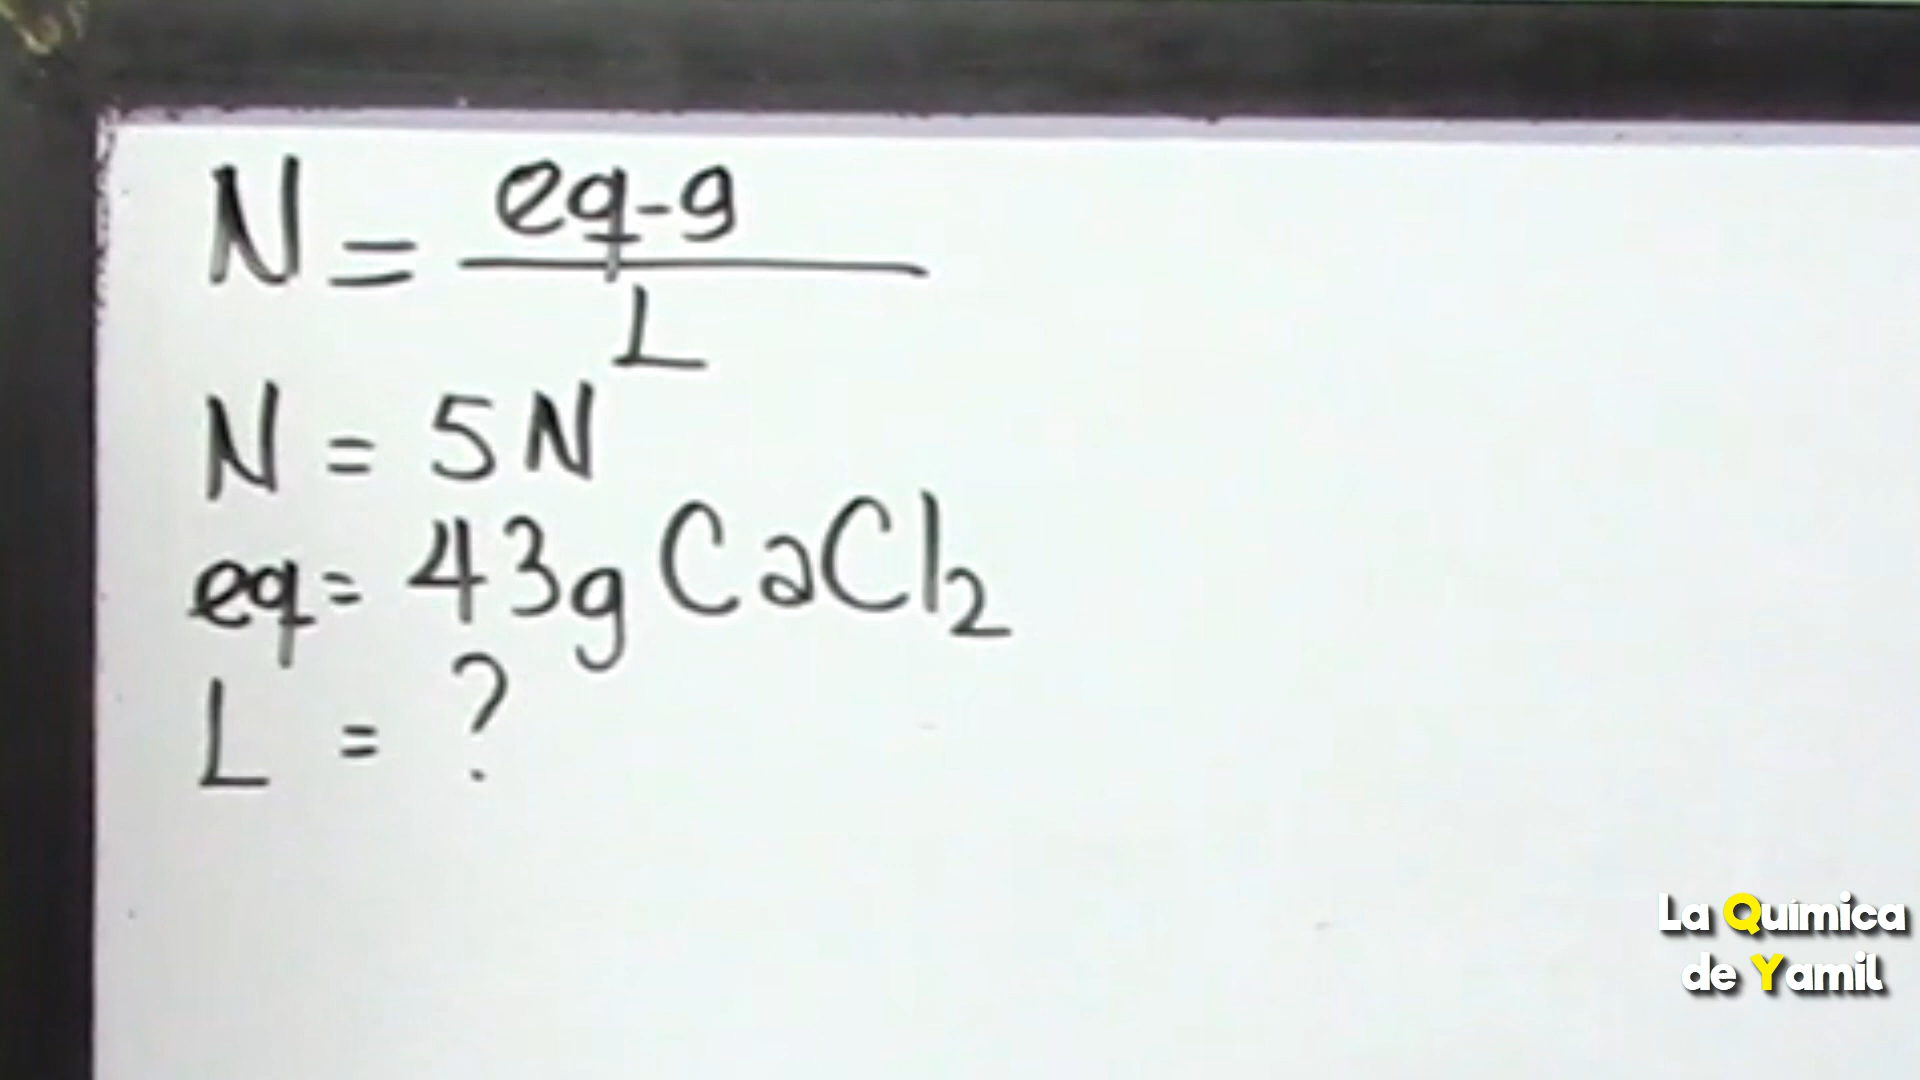 N = eq-g
L
N = 5N
eq = 43g CaCl2
L = ?
La Química
de Yamil